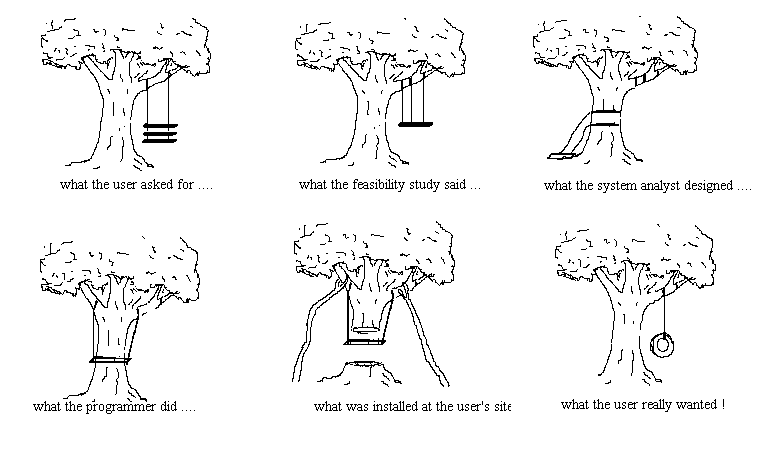 what the user asked for ....
what the feasibility study said ...
what the system analyst designed ....
what the programmer did ....
what was installed at the user's site
what the user really wanted !